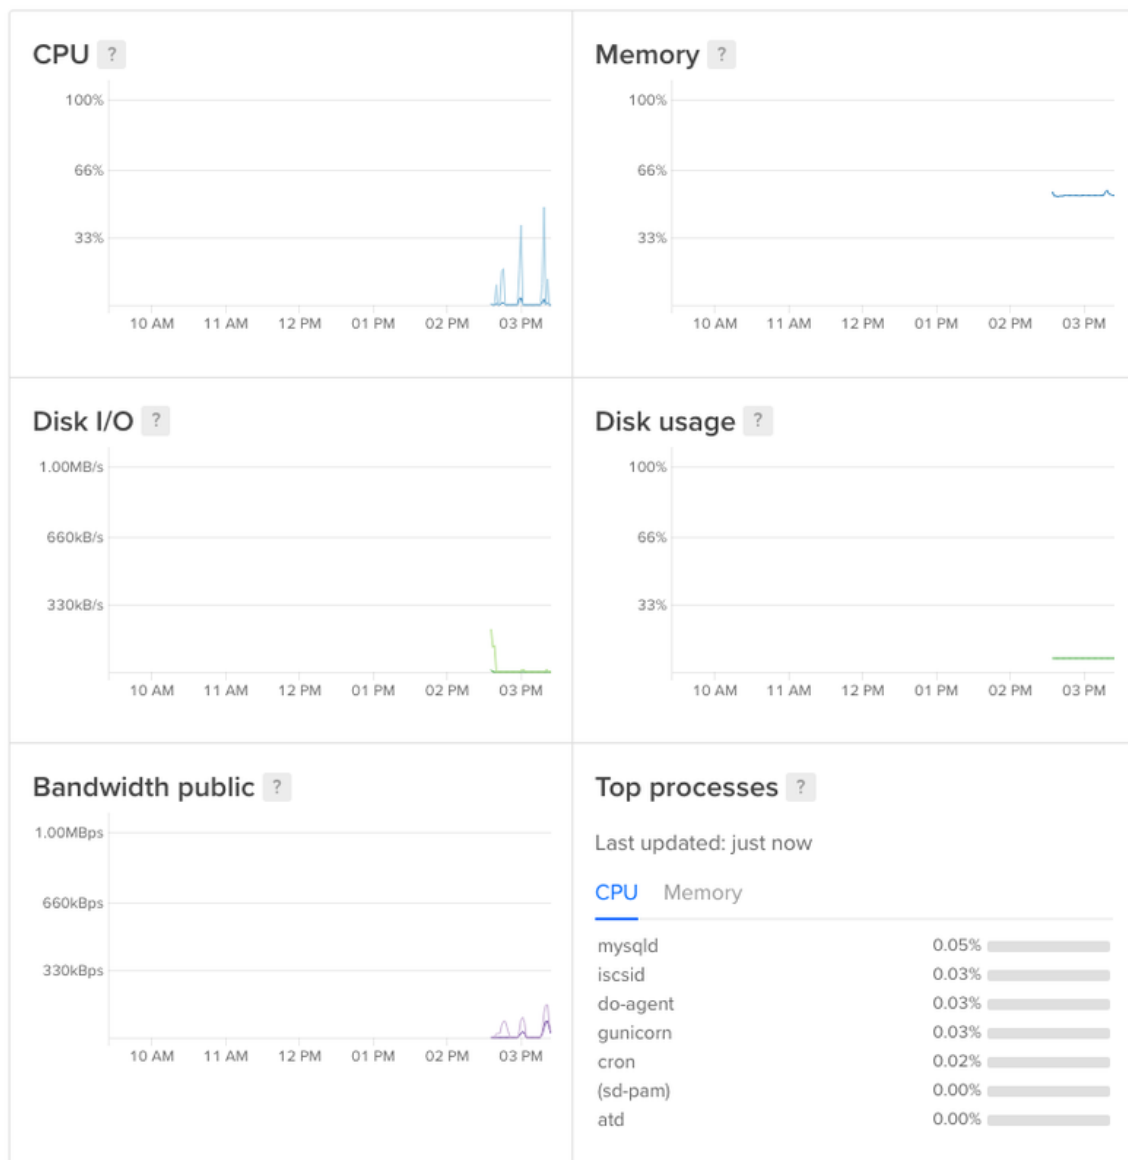 CPU ?
100%
66%
33%
10 AM 11 AM 12 PM 01 PM 02 PM 03 PM
Memory ?
100%
66%
33%
10 AM 11 AM 12 PM 01 PM 02 PM 03 PM
Disk I/O ?
1.00MB/s
660kB/s
330kB/s
10 AM 11 AM 12 PM 01 PM 02 PM 03 PM
Disk usage ?
100%
66%
33%
10 AM 11 AM 12 PM 01 PM 02 PM 03 PM
Bandwidth public ?
1.00MBps
660kBps
330kBps
10 AM 11 AM 12 PM 01 PM 02 PM 03 PM
Top processes ?
Last updated: just now
CPU Memory
mysqld 0.05%
iscsid 0.03%
do-agent 0.03%
gunicorn 0.03%
cron 0.02%
(sd-pam) 0.00%
atd 0.00%